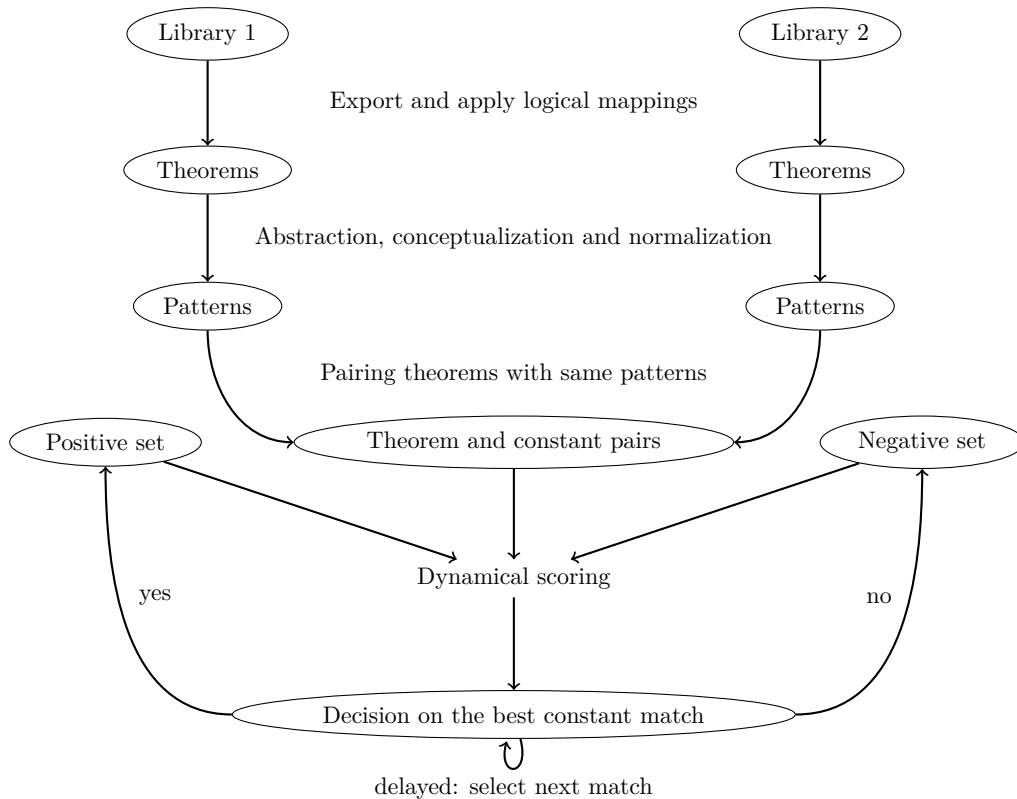 Library 1
Library 2
Export and apply logical mappings
Theorems
Theorems
Abstraction, conceptualization and normalization
Patterns
Patterns
Pairing theorems with same patterns
Positive set
Theorem and constant pairs
Negative set
Dynamical scoring
yes
no
Decision on the best constant match
delayed: select next match